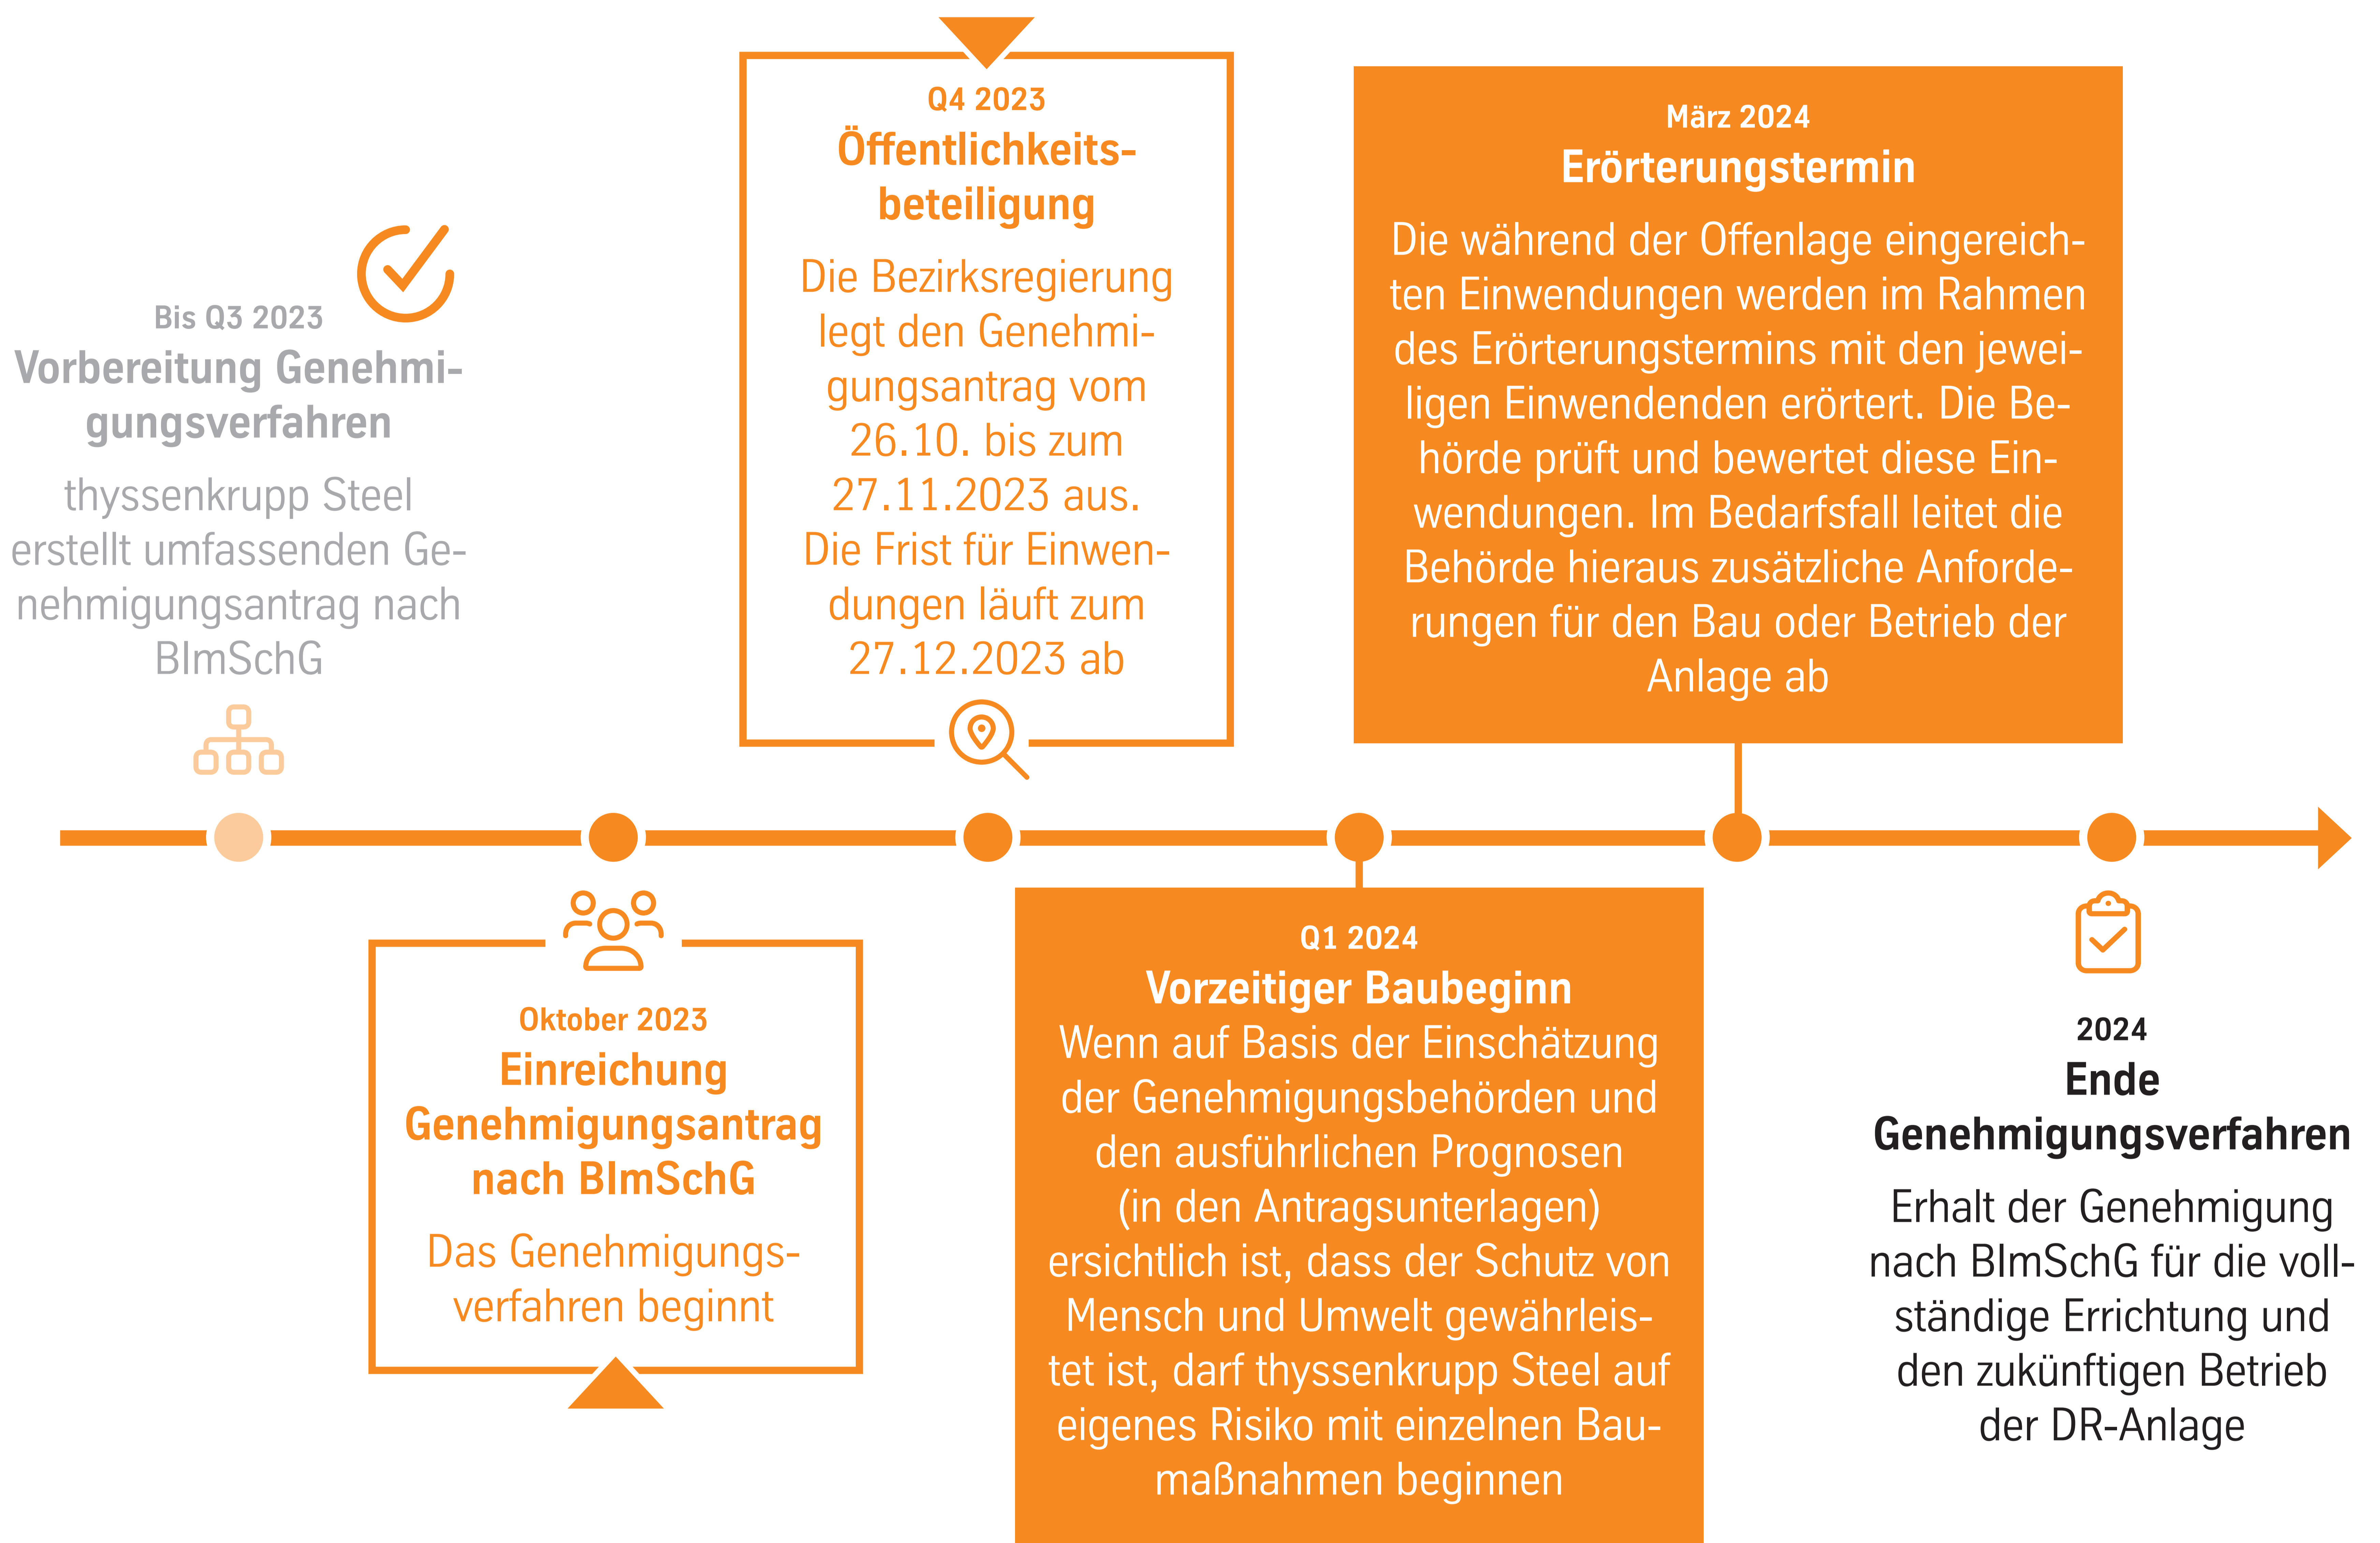 Bis Q3 2023
Vorbereitung Genehmi-
gungsverfahren
thyssenkrupp Steel
erstellt umfassenden Ge-
nehmigungsantrag nach
BImSchG
Oktober 2023
Einreichung
Genehmigungsantrag
nach BImSchG
Das Genehmigungs-
verfahren beginnt
Q4 2023
Öffentlichkeits-
beteiligung
Die Bezirksregierung
legt den Genehmi-
gungsantrag vom
26.10. bis zum
27.11.2023 aus.
Die Frist für Einwen-
dungen läuft zum
27.12.2023 ab
Q1 2024
Vorzeitiger Baubeginn
Wenn auf Basis der Einschätzung
der Genehmigungsbehörden und
den ausführlichen Prognosen
(in den Antragsunterlagen)
ersichtlich ist, dass der Schutz von
Mensch und Umwelt gewährleis-
tet ist, darf thyssenkrupp Steel auf
eigenes Risiko mit einzelnen Bau-
maßnahmen beginnen
März 2024
Erörterungstermin
Die während der Offenlage eingereich-
ten Einwendungen werden im Rahmen
des Erörterungstermins mit den jewei-
ligen Einwendenden erörtert. Die Be-
hörde prüft und bewertet diese Ein-
wendungen. Im Bedarfsfall leitet die
Behörde hieraus zusätzliche Anforde-
rungen für den Bau oder Betrieb der
Anlage ab
2024
Ende
Genehmigungsverfahren
Erhalt der Genehmigung
nach BImSchG für die voll-
ständige Errichtung und
den zukünftigen Betrieb
der DR-Anlage